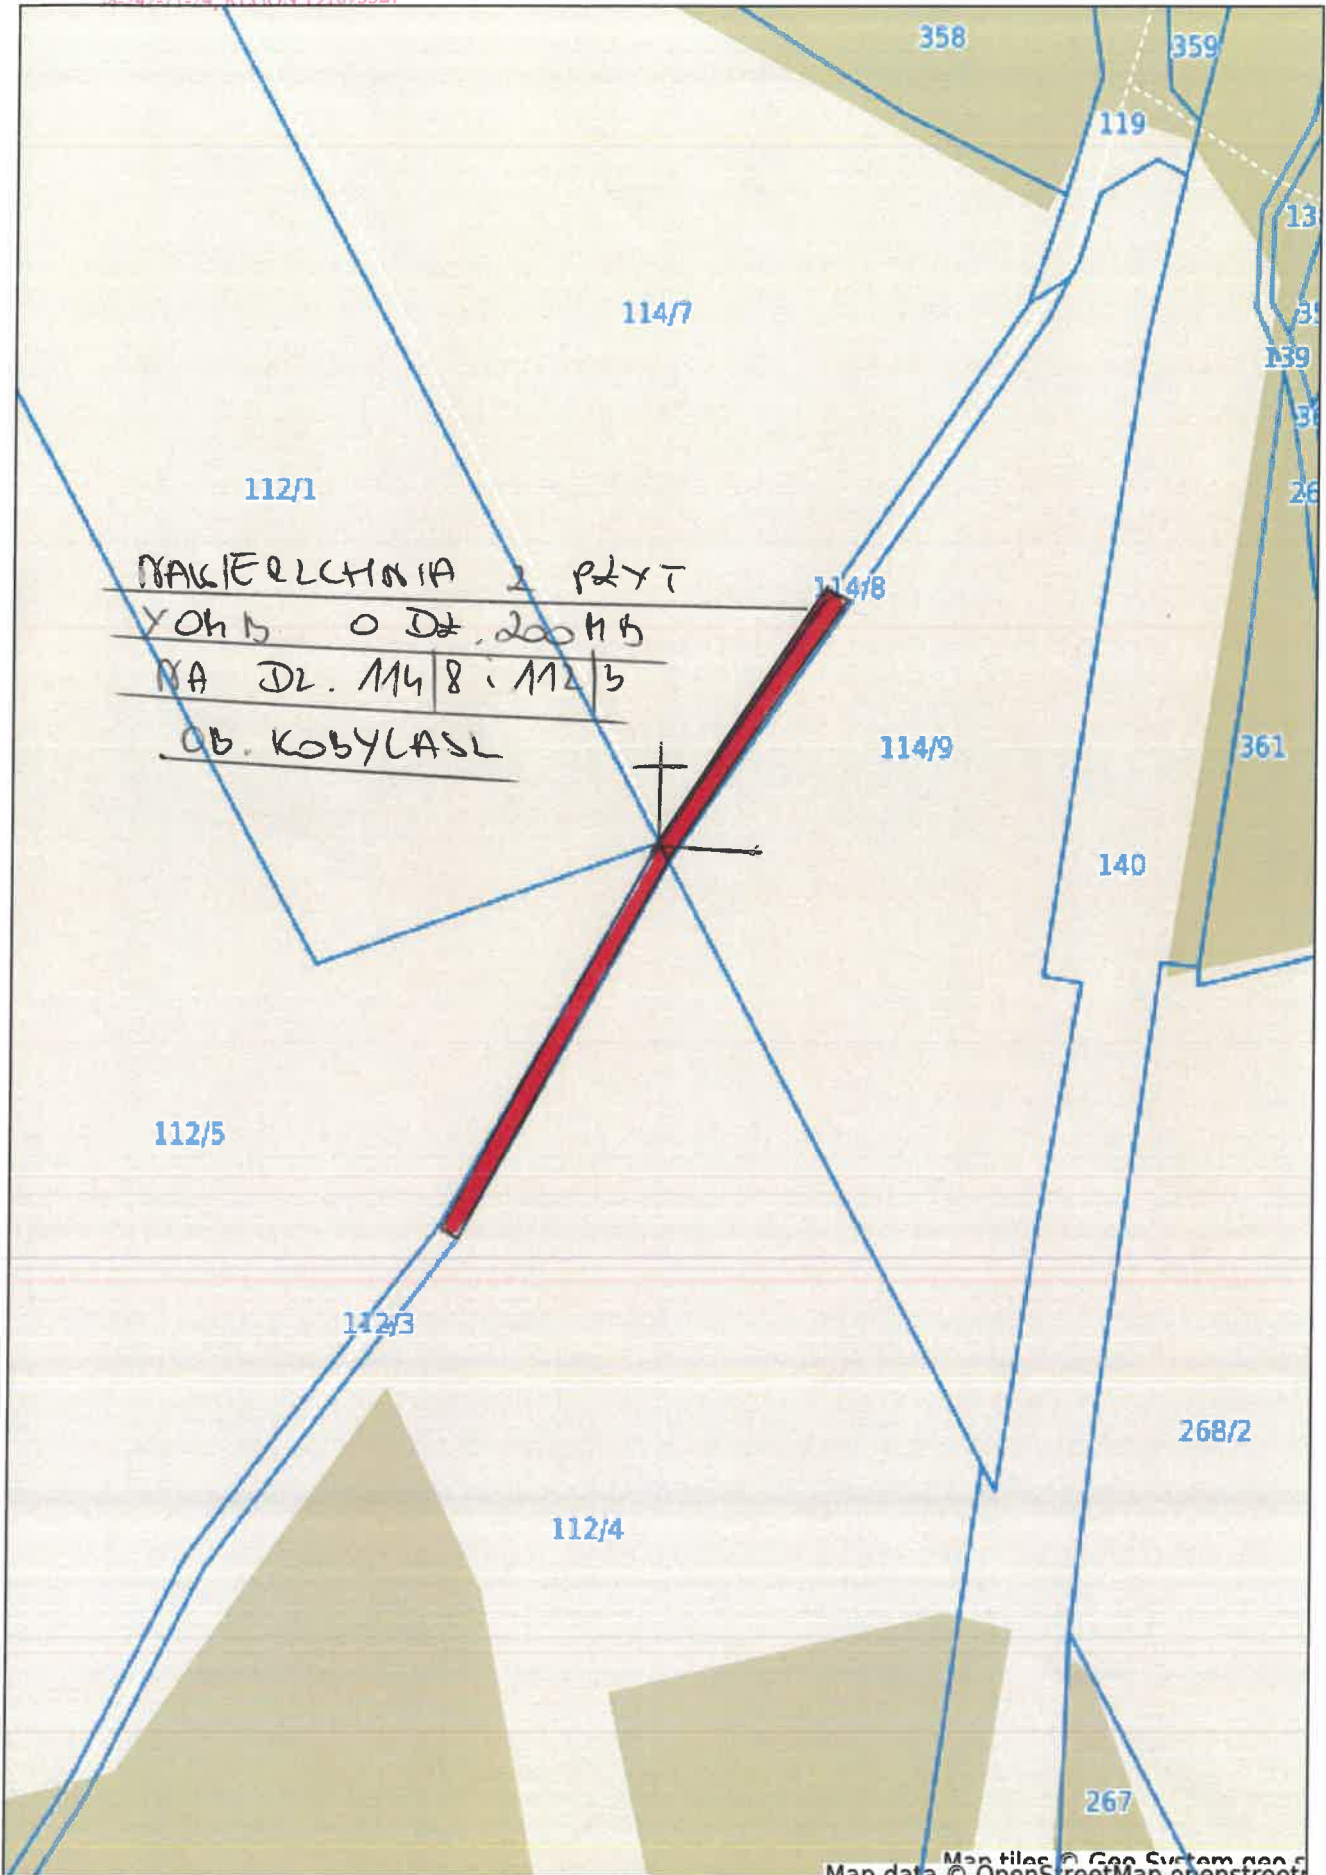 358
359
119
114/7
139
112/1
NAWIERZCHNIA Z PŁYT
YOMB O DŁ. 200 MB
NA DZ. 114/8 i 112/3
OB. KOBYLASZ
114/8
114/9
361
140
112/5
112/3
268/2
112/4
267
Map tiles © Geo-System geo-s
Map data © OpenStreetMap openstreetm